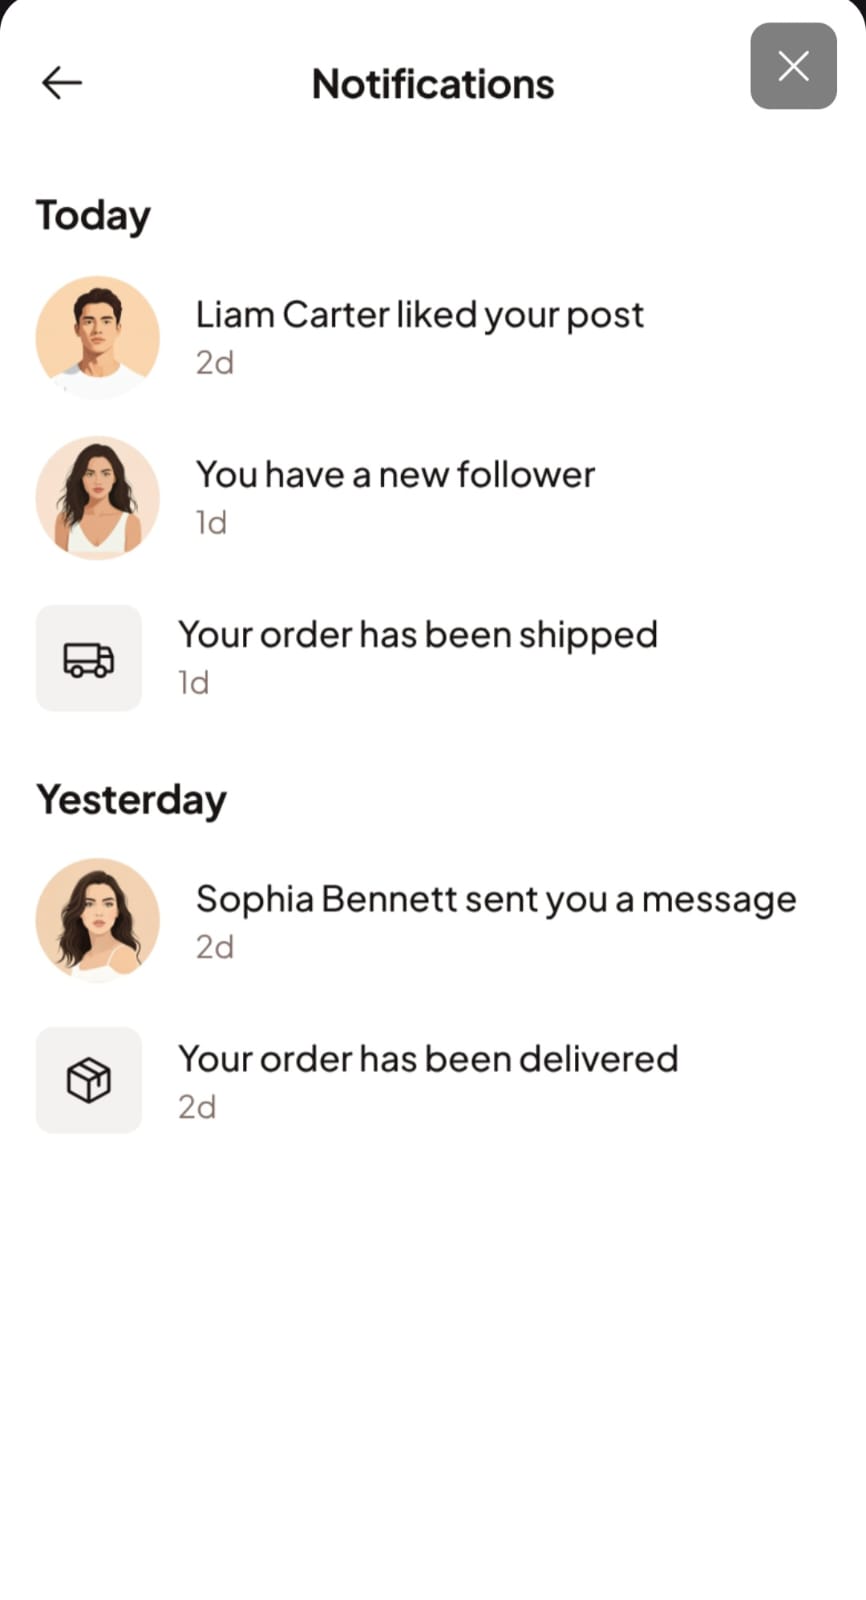 Notifications
Today
Liam Carter liked your post
2d
You have a new follower
1d
Your order has been shipped
1d
Yesterday
Sophia Bennett sent you a message
2d
Your order has been delivered
2d